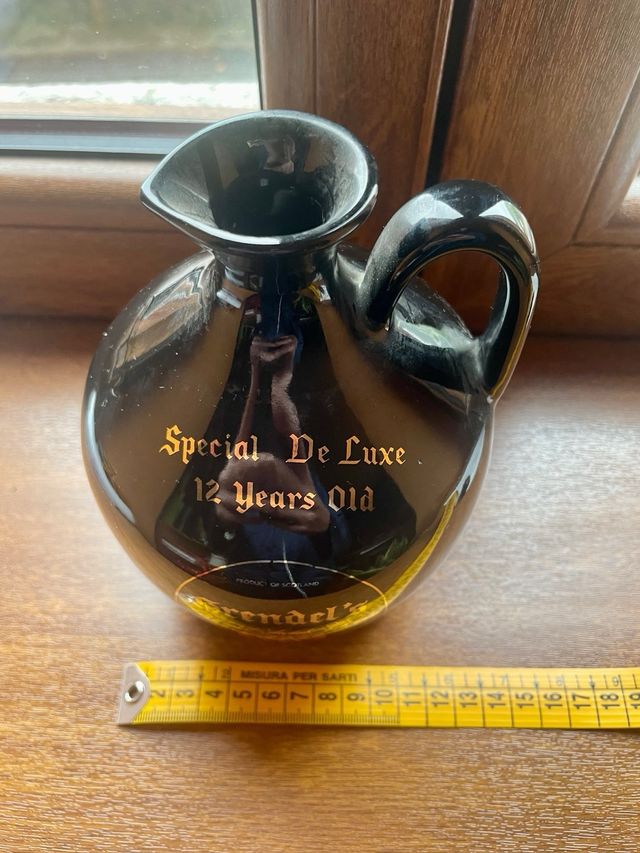 Special De Luxe
12 Years Old
PRODUCT OF SCOTLAND
Grendel's
MISURA PER SARTI
2 3 4 5 6 7 8 9 10 11 12 13 14 15 16 17 18